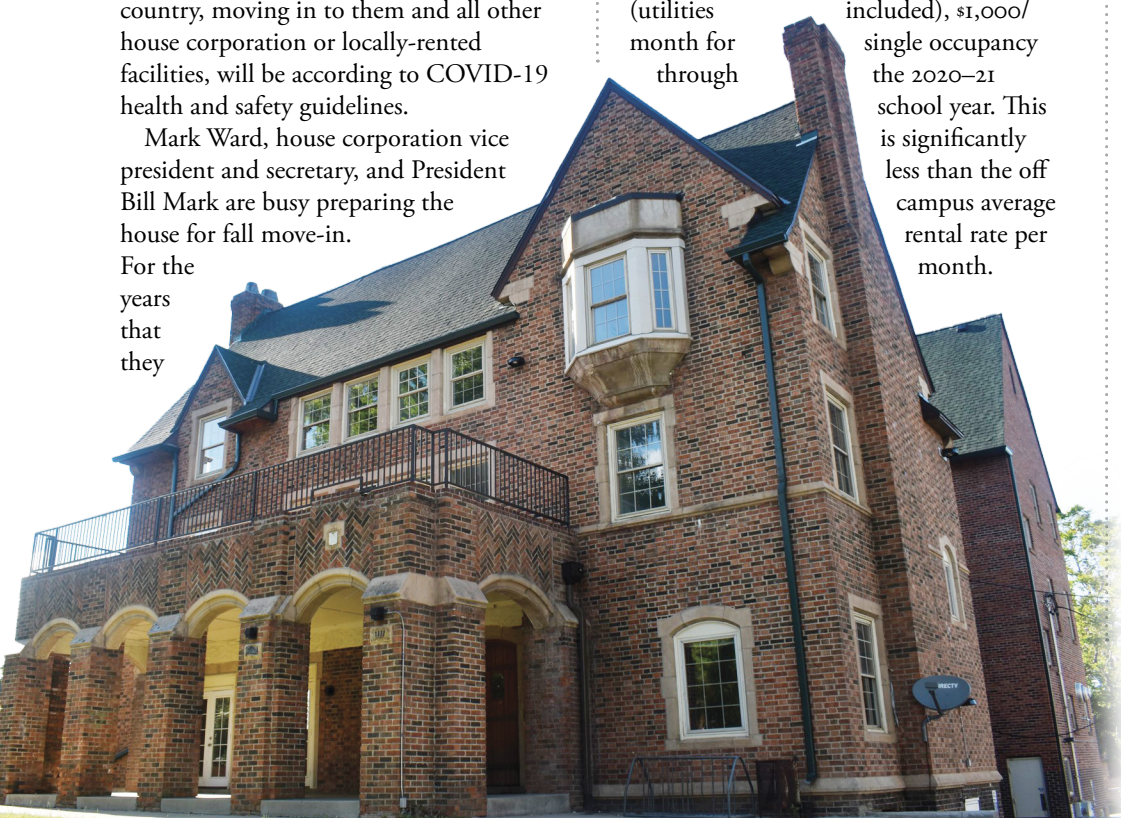 country, moving in to them and all other
house corporation or locally-rented
facilities, will be according to COVID-19
health and safety guidelines.
Mark Ward, house corporation vice
president and secretary, and President
Bill Mark are busy preparing the
house for fall move-in.
For the
years
that
they
(utilities included), $1,000/
month for single occupancy
through the 2020–21
school year. This
is significantly
less than the off
campus average
rental rate per
month.
DIRECTV